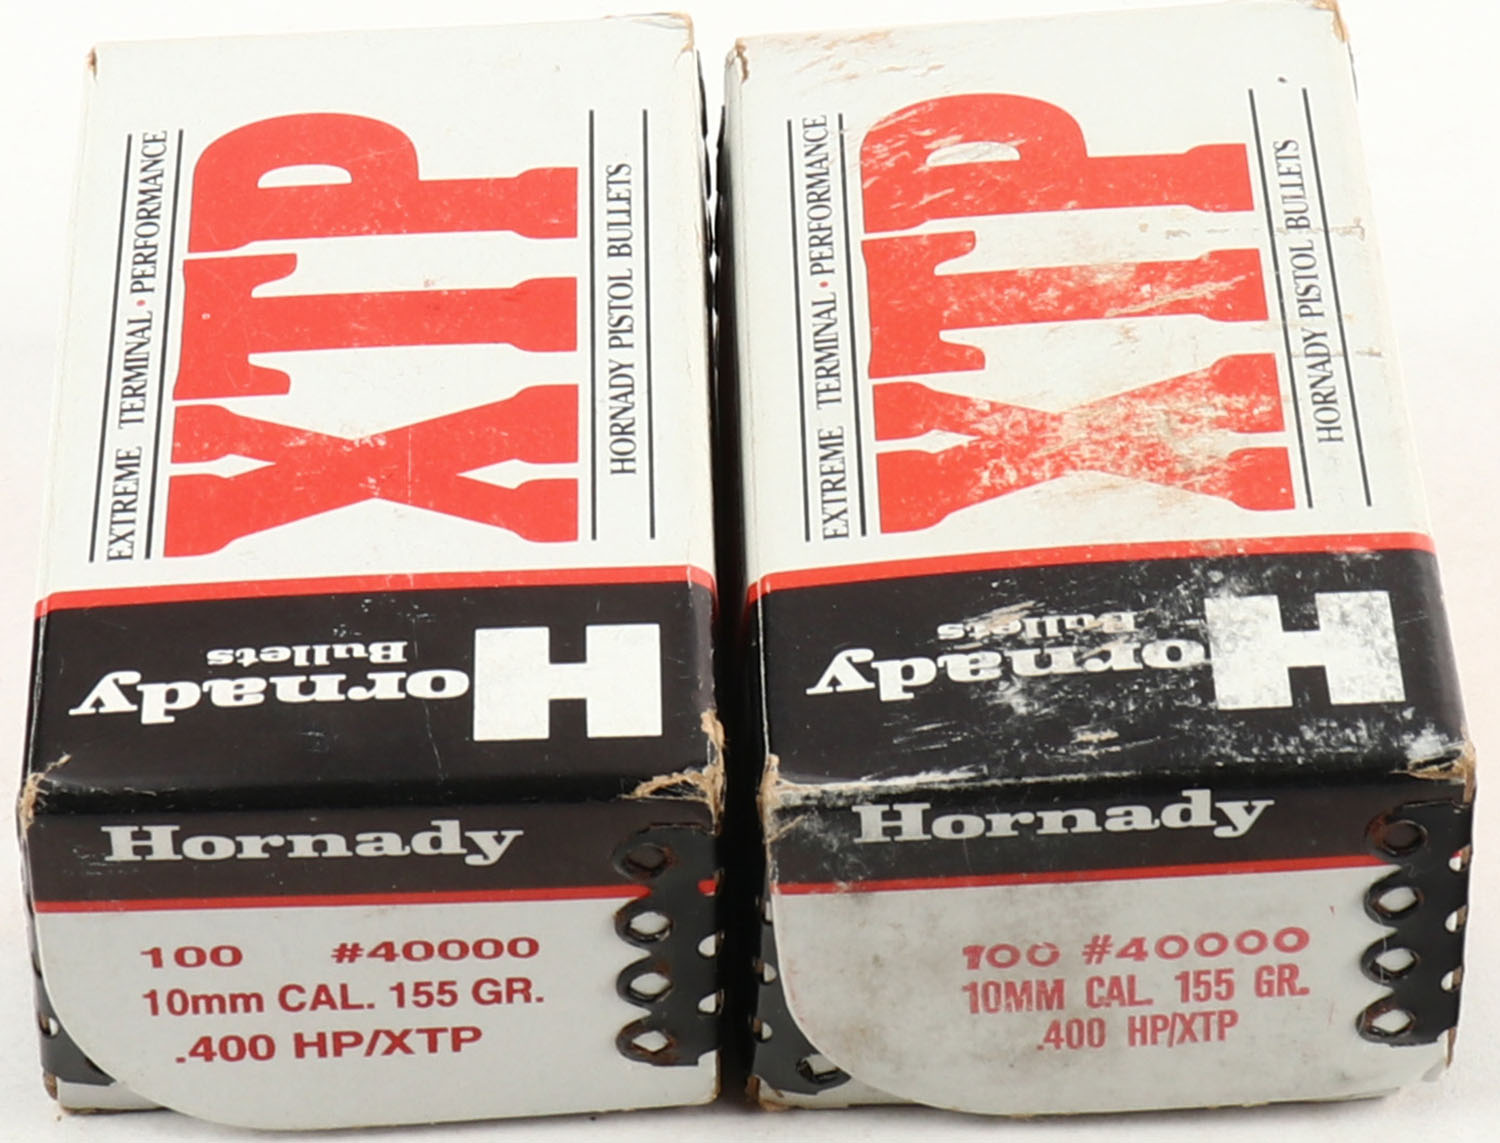 EXTREME TERMINAL • PERFORMANCE
XTP
HORNADY PISTOL BULLETS
Hornady
Bullets
Hornady
100 #40000
10mm CAL. 155 GR.
.400 HP/XTP
EXTREME TERMINAL • PERFORMANCE
XTP
HORNADY PISTOL BULLETS
Hornady
Bullets
Hornady
100 #40000
10MM CAL. 155 GR.
.400 HP/XTP